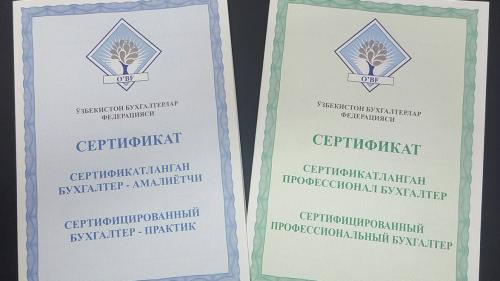 O'BF
ЎЗБЕКИСТОН БУХГАЛТЕРЛАР
ФЕДЕРАЦИЯСИ
СЕРТИФИКАТ
СЕРТИФИКАТЛАНГАН
БУХГАЛТЕР - АМАЛИЁТЧИ
СЕРТИФИЦИРОВАННЫЙ
БУХГАЛТЕР - ПРАКТИК
O'BF
ЎЗБЕКИСТОН БУХГАЛТЕРЛАР
ФЕДЕРАЦИЯСИ
СЕРТИФИКАТ
СЕРТИФИКАТЛАНГАН
ПРОФЕССИОНАЛ БУХГАЛТЕР
СЕРТИФИЦИРОВАННЫЙ
ПРОФЕССИОНАЛЬНЫЙ БУХГАЛТЕР